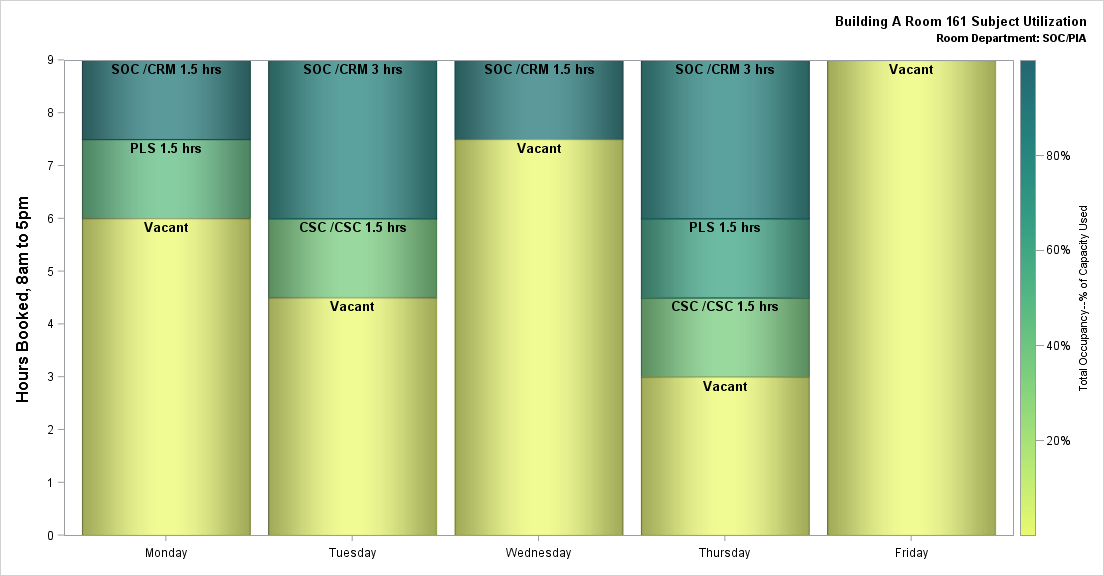 Building A Room 161 Subject Utilization
Room Department: SOC/PIA
Hours Booked, 8am to 5pm
9
8
7
6
5
4
3
2
1
0
SOC /CRM 1.5 hrs
PLS 1.5 hrs
Vacant
SOC /CRM 3 hrs
CSC /CSC 1.5 hrs
Vacant
SOC /CRM 1.5 hrs
Vacant
SOC /CRM 3 hrs
PLS 1.5 hrs
CSC /CSC 1.5 hrs
Vacant
Vacant
Monday
Tuesday
Wednesday
Thursday
Friday
80%
60%
40%
20%
Total Occupancy--% of Capacity Used